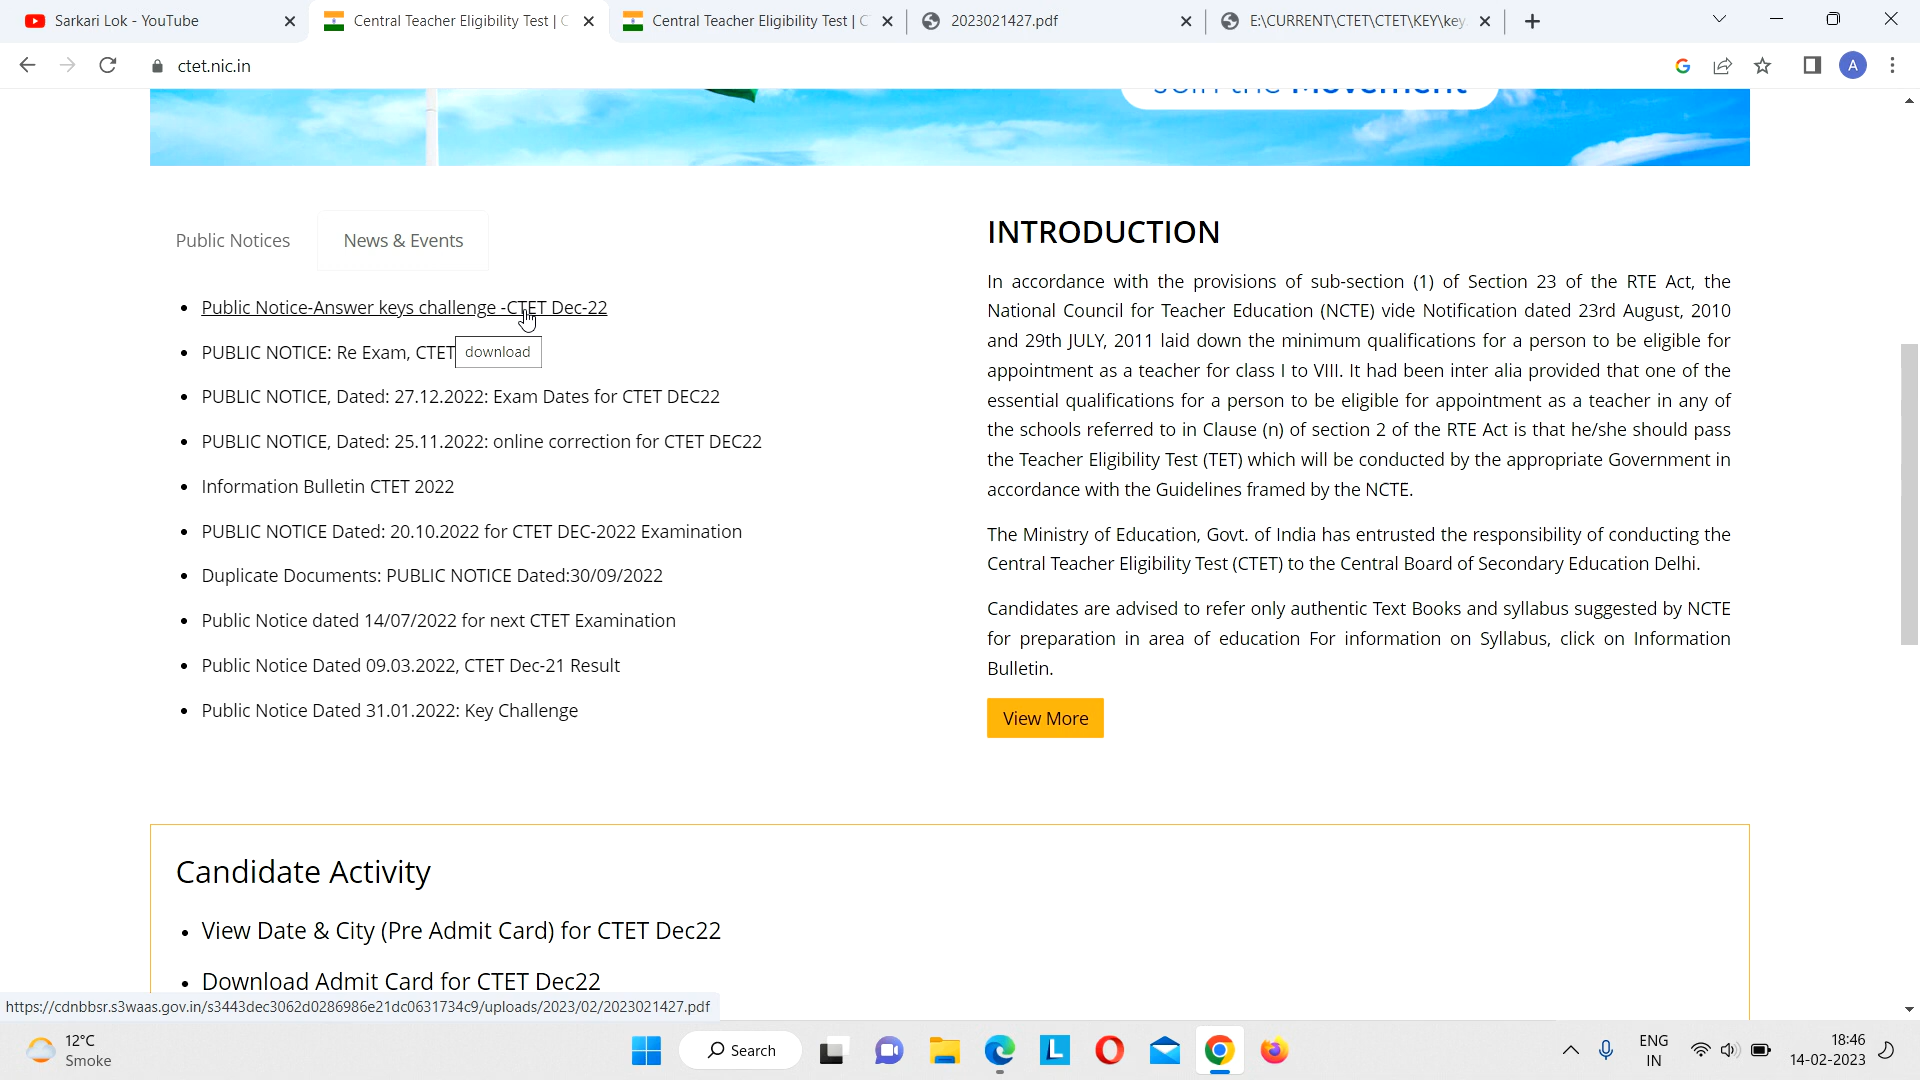 Sarkari Lok - YouTube
Central Teacher Eligibility Test | C
Central Teacher Eligibility Test | C
2023021427.pdf
E:\CURRENT\CTET\CTET\KEY\key
ctet.nic.in
A
Join the Movement
Public Notices
News & Events
Public Notice-Answer keys challenge -CTET Dec-22
PUBLIC NOTICE: Re Exam, CTET
download
PUBLIC NOTICE, Dated: 27.12.2022: Exam Dates for CTET DEC22
PUBLIC NOTICE, Dated: 25.11.2022: online correction for CTET DEC22
Information Bulletin CTET 2022
PUBLIC NOTICE Dated: 20.10.2022 for CTET DEC-2022 Examination
Duplicate Documents: PUBLIC NOTICE Dated:30/09/2022
Public Notice dated 14/07/2022 for next CTET Examination
Public Notice Dated 09.03.2022, CTET Dec-21 Result
Public Notice Dated 31.01.2022: Key Challenge
INTRODUCTION
In accordance with the provisions of sub-section (1) of Section 23 of the RTE Act, the
National Council for Teacher Education (NCTE) vide Notification dated 23rd August, 2010
and 29th JULY, 2011 laid down the minimum qualifications for a person to be eligible for
appointment as a teacher for class I to VIII. It had been inter alia provided that one of the
essential qualifications for a person to be eligible for appointment as a teacher in any of
the schools referred to in Clause (n) of section 2 of the RTE Act is that he/she should pass
the Teacher Eligibility Test (TET) which will be conducted by the appropriate Government in
accordance with the Guidelines framed by the NCTE.
The Ministry of Education, Govt. of India has entrusted the responsibility of conducting the
Central Teacher Eligibility Test (CTET) to the Central Board of Secondary Education Delhi.
Candidates are advised to refer only authentic Text Books and syllabus suggested by NCTE
for preparation in area of education For information on Syllabus, click on Information
Bulletin.
View More
Candidate Activity
View Date & City (Pre Admit Card) for CTET Dec22
Download Admit Card for CTET Dec22
https://cdnbbsr.s3waas.gov.in/s3443dec3062d0286986e21dc0631734c9/uploads/2023/02/2023021427.pdf
12°C
Smoke
Search
L
ENG
IN
18:46
14-02-2023